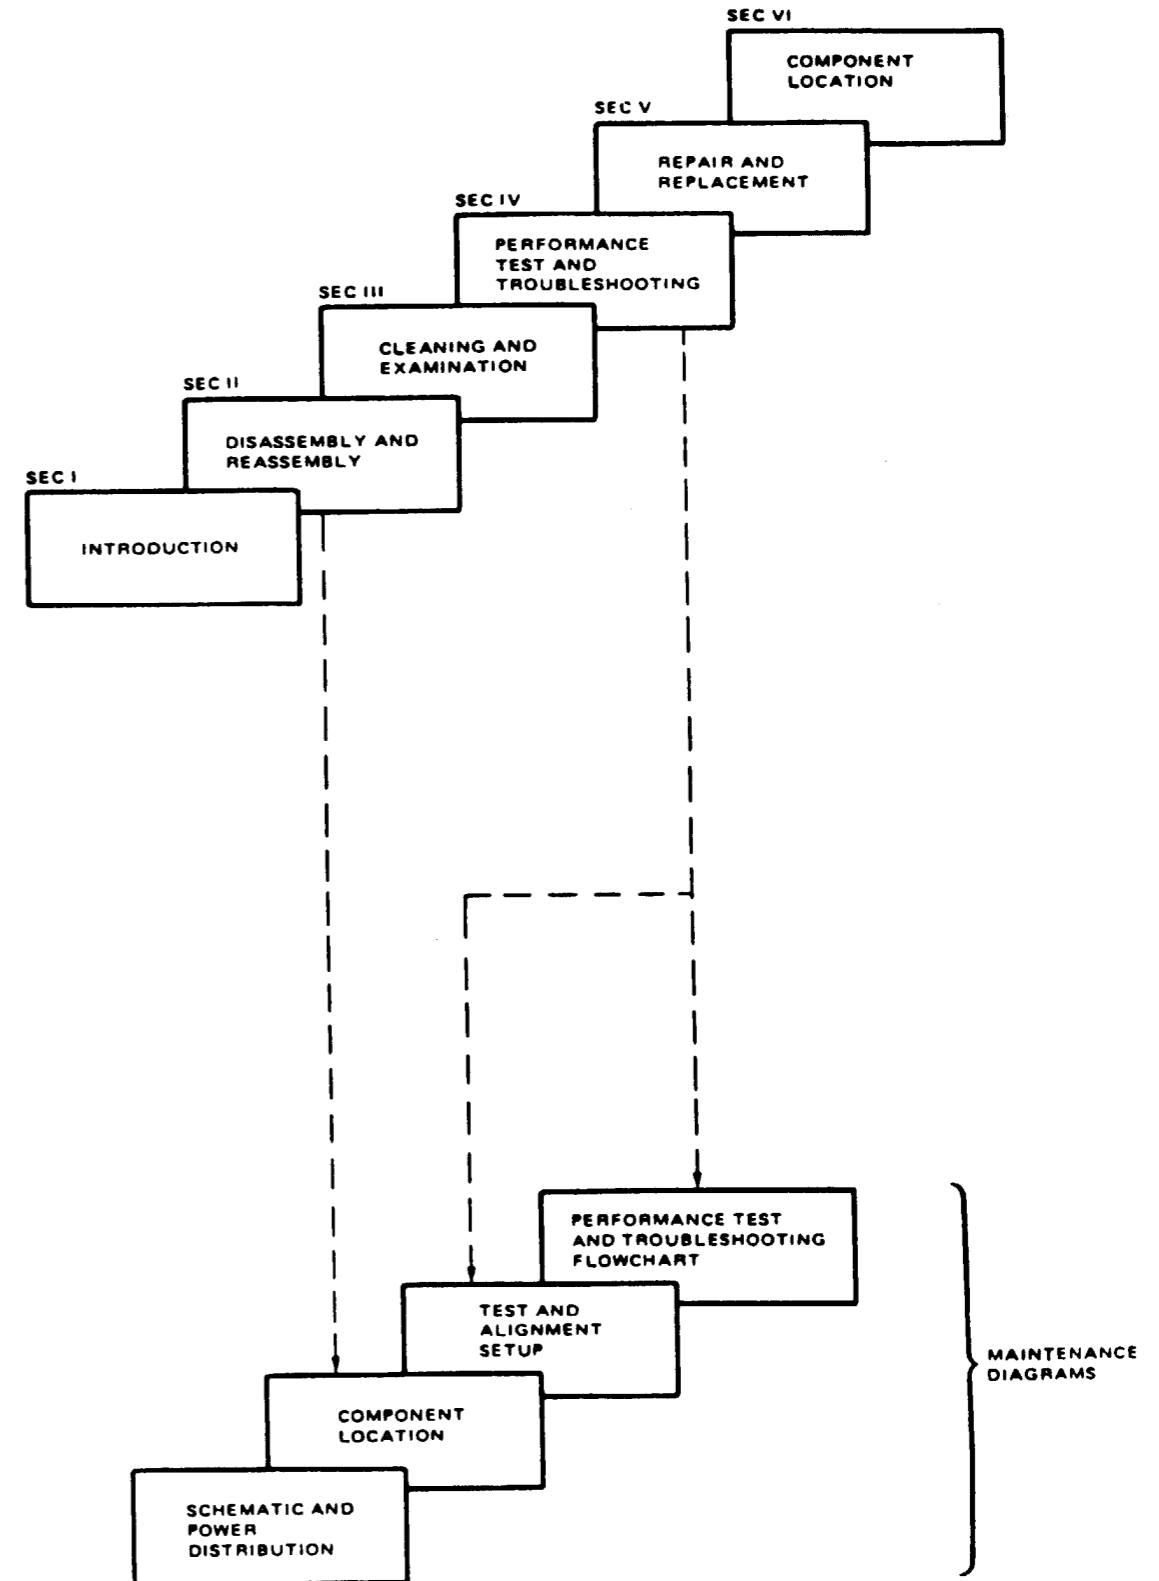 SEC VI
COMPONENT
LOCATION
SEC V
REPAIR AND
REPLACEMENT
SEC IV
PERFORMANCE
TEST AND
TROUBLESHOOTING
SEC III
CLEANING AND
EXAMINATION
SEC II
DISASSEMBLY AND
REASSEMBLY
SEC I
INTRODUCTION
PERFORMANCE TEST
AND TROUBLESHOOTING
FLOWCHART
TEST AND
ALIGNMENT
SETUP
MAINTENANCE
DIAGRAMS
COMPONENT
LOCATION
SCHEMATIC AND
POWER
DISTRIBUTION